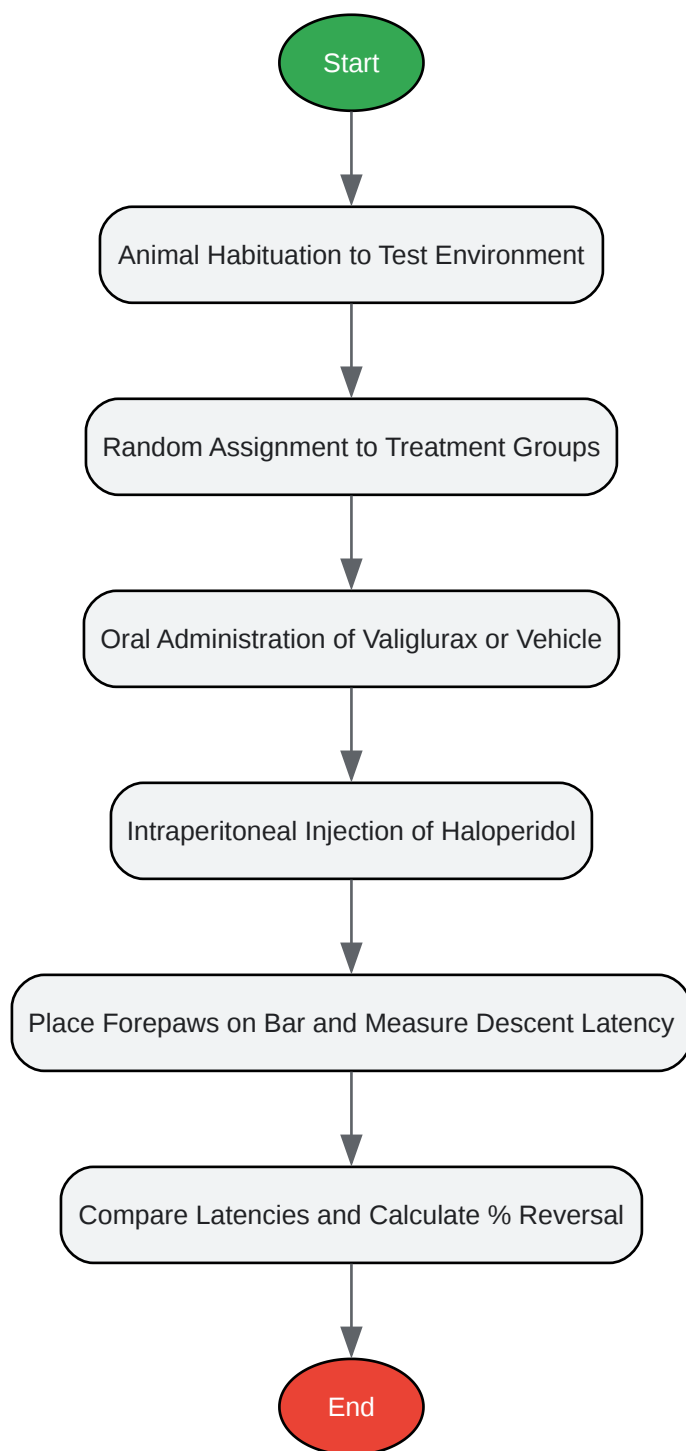 Start
Animal Habituation to Test Environment
Random Assignment to Treatment Groups
Oral Administration of Valiglurax or Vehicle
Intraperitoneal Injection of Haloperidol
Place Forepaws on Bar and Measure Descent Latency
Compare Latencies and Calculate % Reversal
End